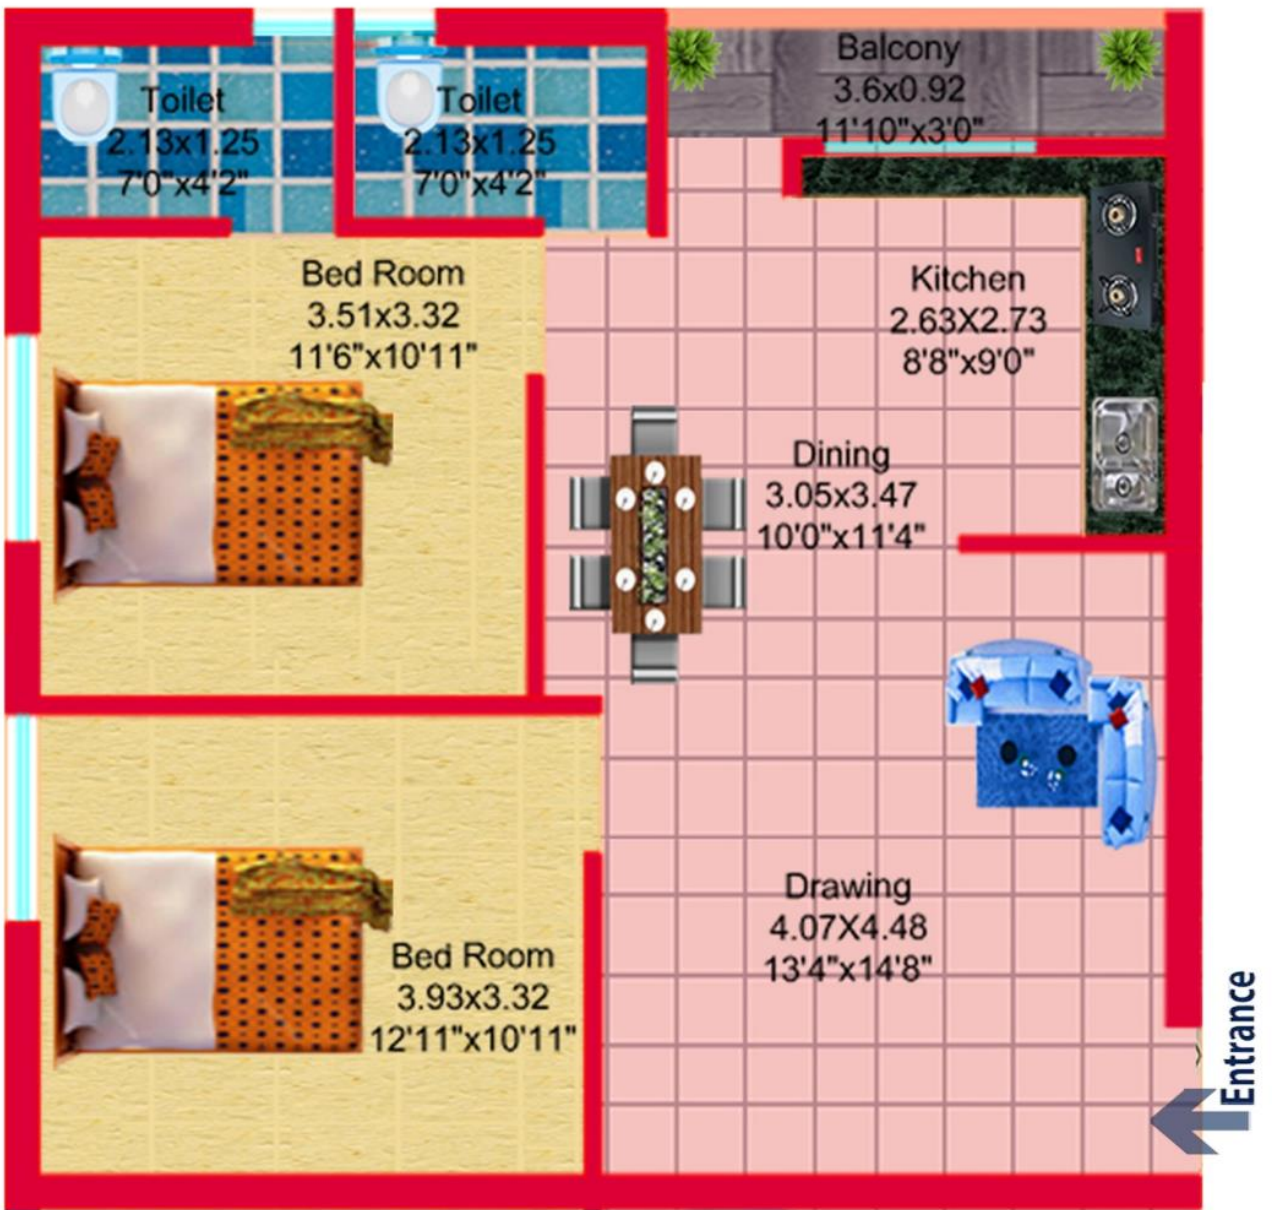 Balcony
3.6x0.92
11'10"x3'0"
Toilet
2.13x1.25
7'0"x4'2"
Toilet
2.13x1.25
7'0"x4'2"
Bed Room
3.51x3.32
11'6"x10'11"
Kitchen
2.63X2.73
8'8"x9'0"
Dining
3.05x3.47
10'0"x11'4"
Drawing
4.07X4.48
13'4"x14'8"
Bed Room
3.93x3.32
12'11"x10'11"
Entrance